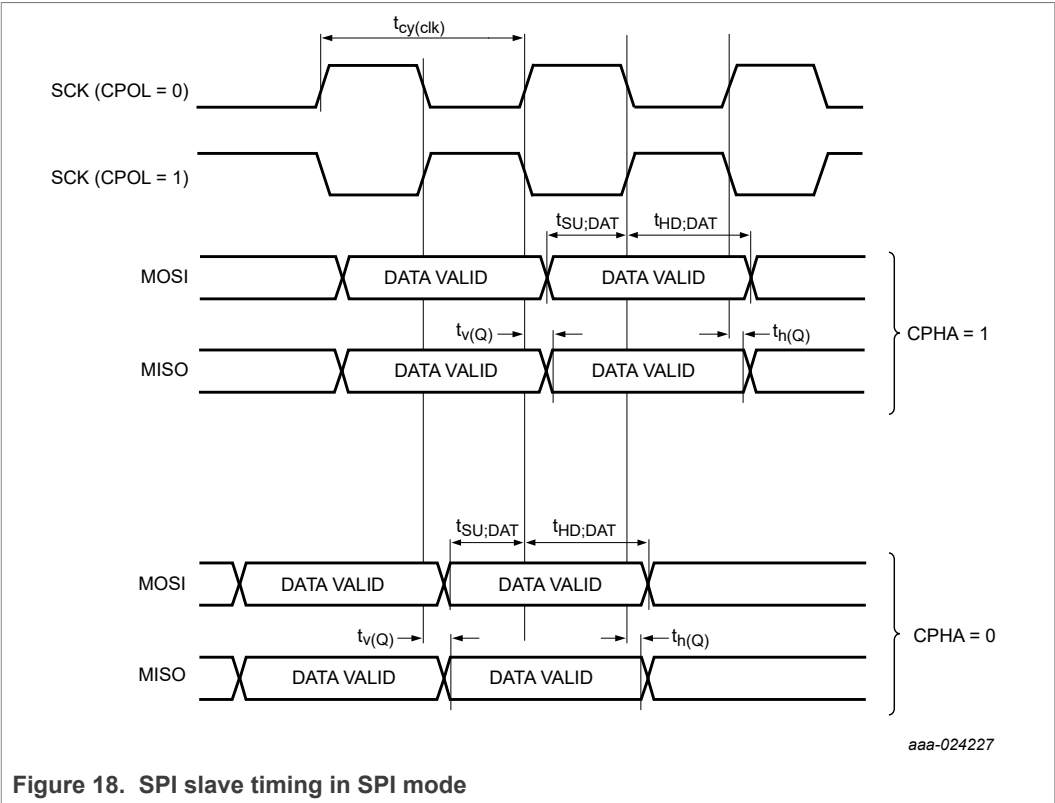 tcy(clk)
SCK (CPOL = 0)
SCK (CPOL = 1)
tSU;DAT tHD;DAT
MOSI DATA VALID DATA VALID
tv(Q) th(Q)
CPHA = 1
MISO DATA VALID DATA VALID
tSU;DAT tHD;DAT
MOSI DATA VALID DATA VALID
tv(Q) th(Q)
CPHA = 0
MISO DATA VALID DATA VALID
aaa-024227
Figure 18. SPI slave timing in SPI mode